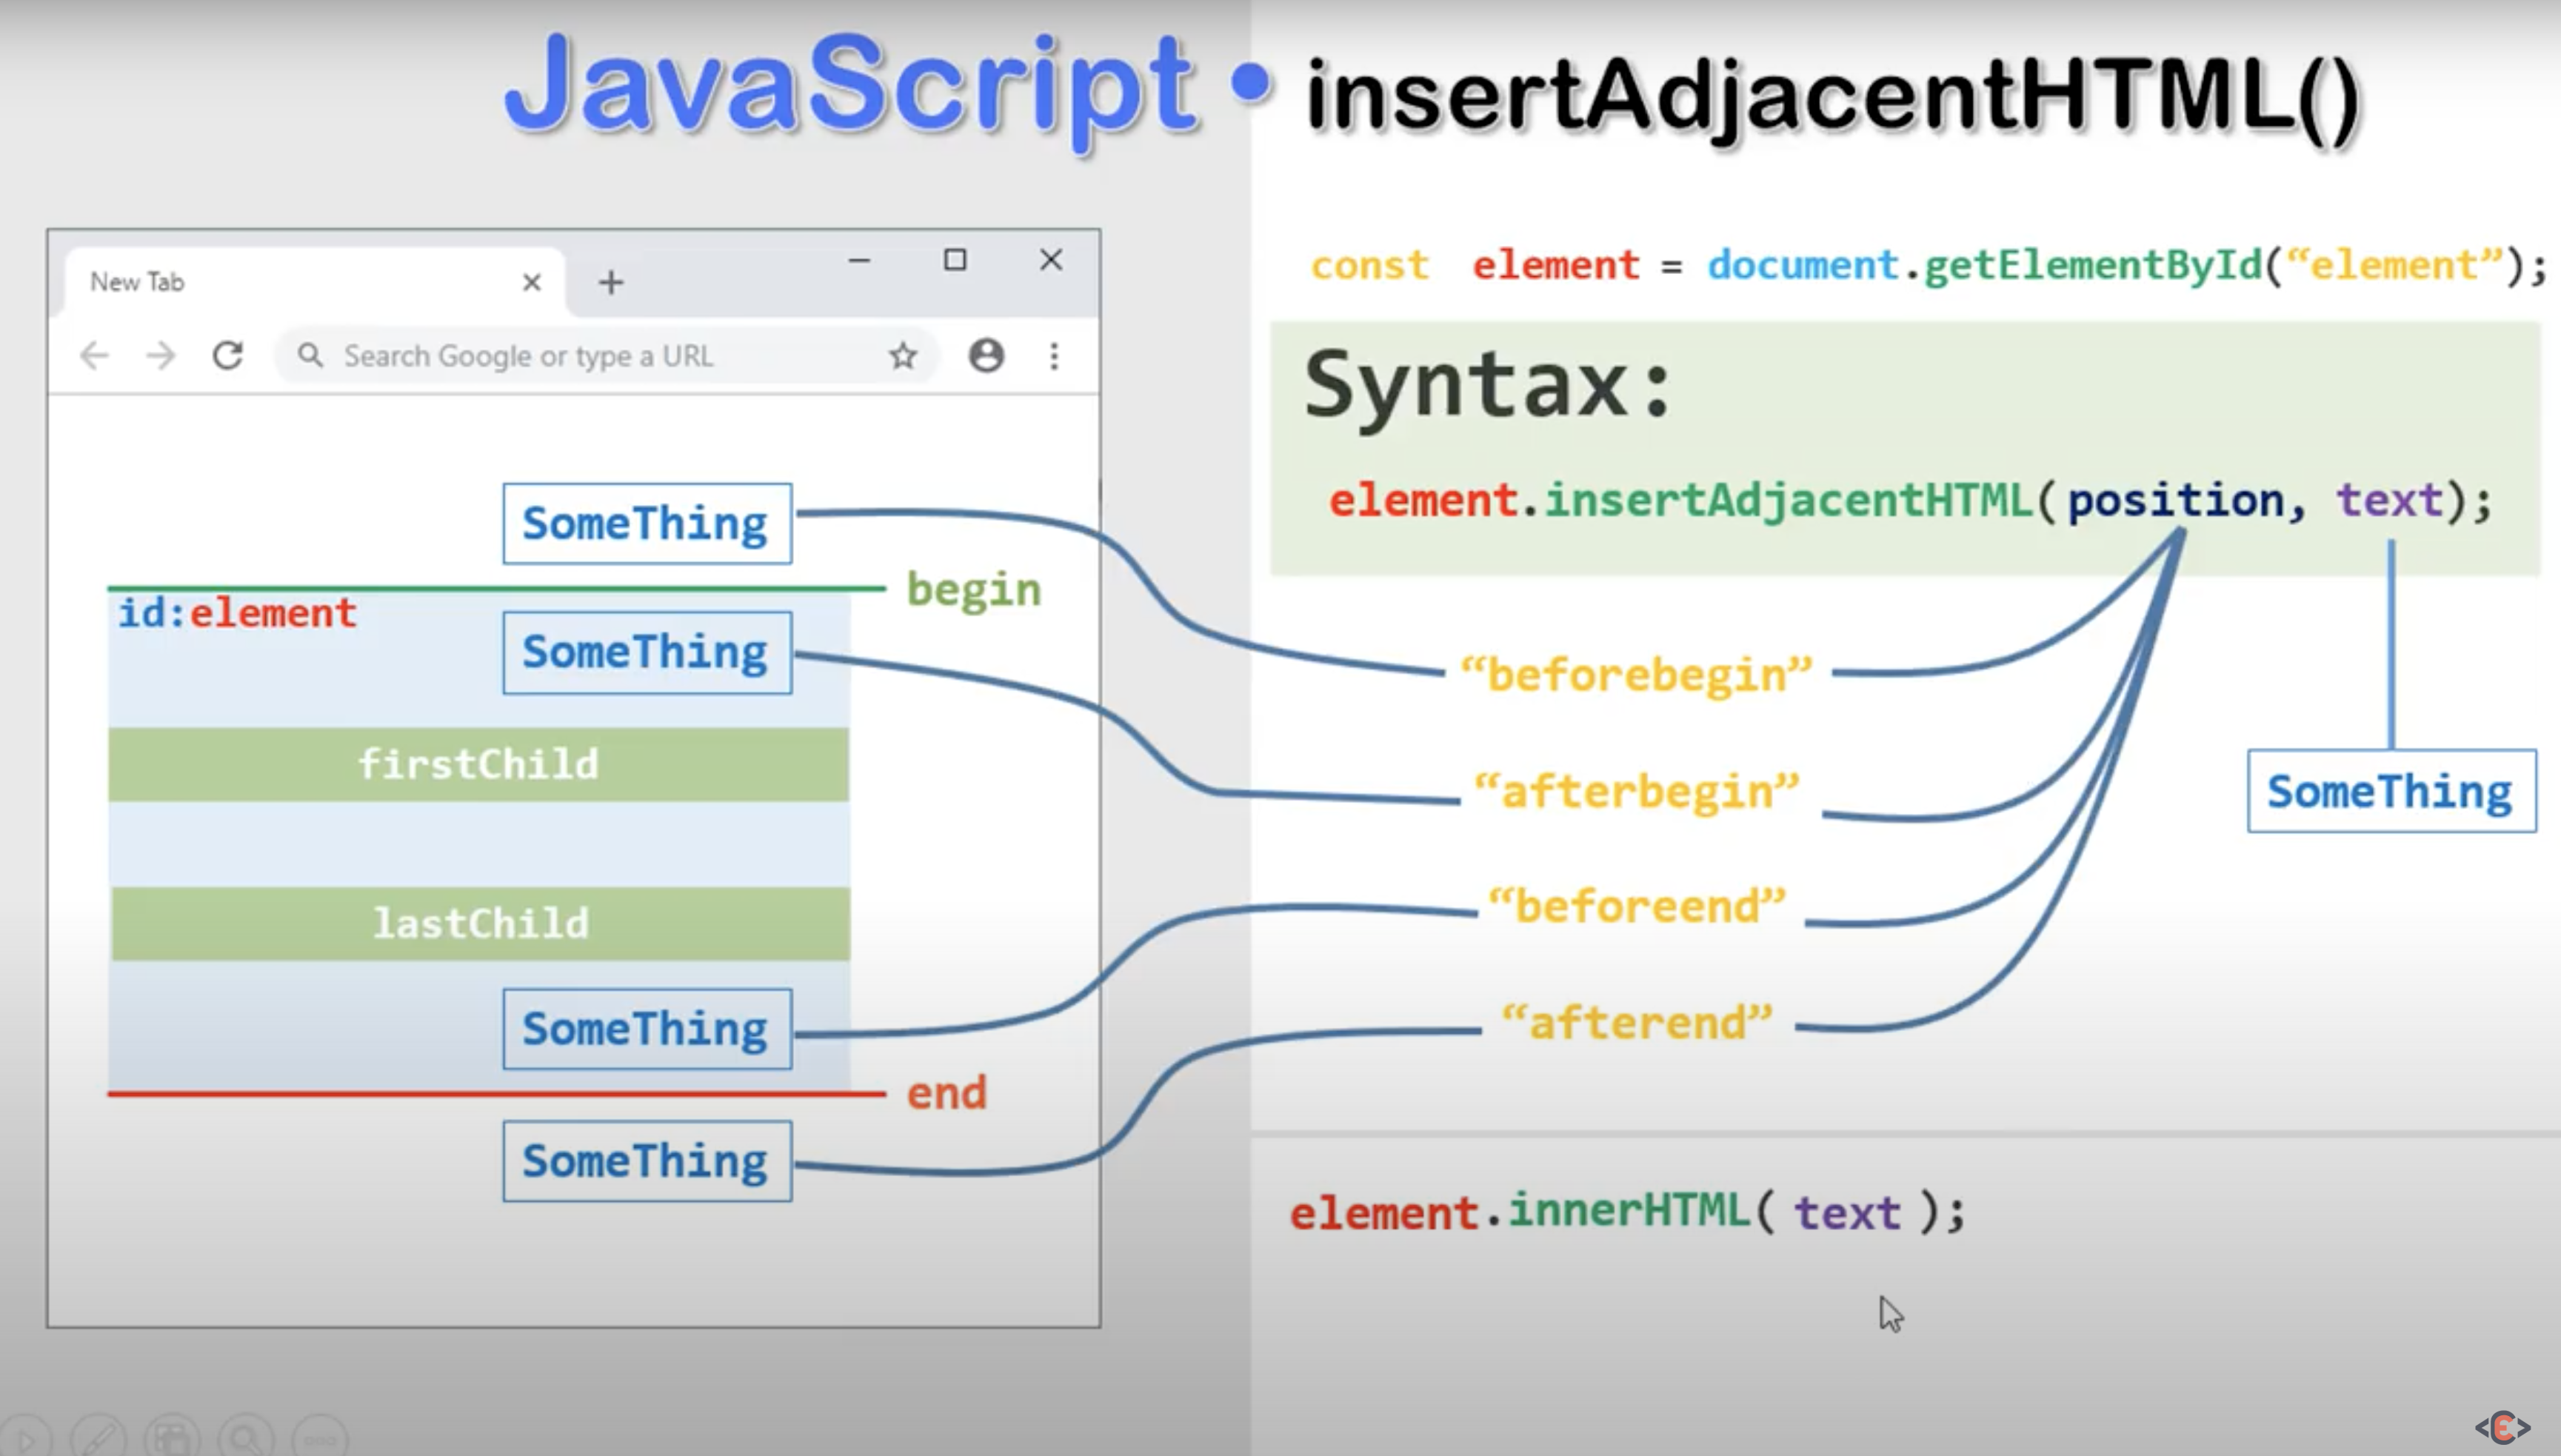 JavaScript • insertAdjacentHTML()
New Tab
Search Google or type a URL
SomeThing
begin
id:element
SomeThing
firstChild
lastChild
SomeThing
end
SomeThing
const element = document.getElementById(“element”);
Syntax:
element.insertAdjacentHTML(position, text);
“beforebegin”
“afterbegin”
“beforeend”
“afterend”
SomeThing
element.innerHTML( text );
<E>